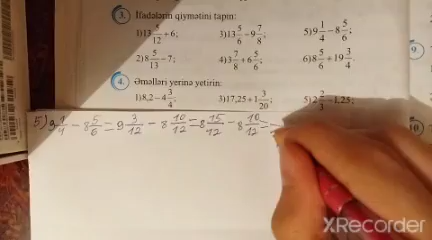 3. İfadələrin qiymətini tapın:
1) 13 5/12 + 6; 3) 13 5/6 - 9 7/8; 5) 9 1/4 - 8 5/6;
2) 8 5/13 - 7; 4) 3 7/8 + 6 5/6; 6) 8 5/6 + 19 3/4.
4. Əməlləri yerinə yetirin:
1) 8,2 - 4 3/4; 3) 17,25 + 1 3/20; 5) 2 2/3 - 1,25;
5) 9 1/4 - 8 5/6 = 9 3/12 - 8 10/12 = 8 15/12 - 8 10/12 =
9.
10
XRecorder